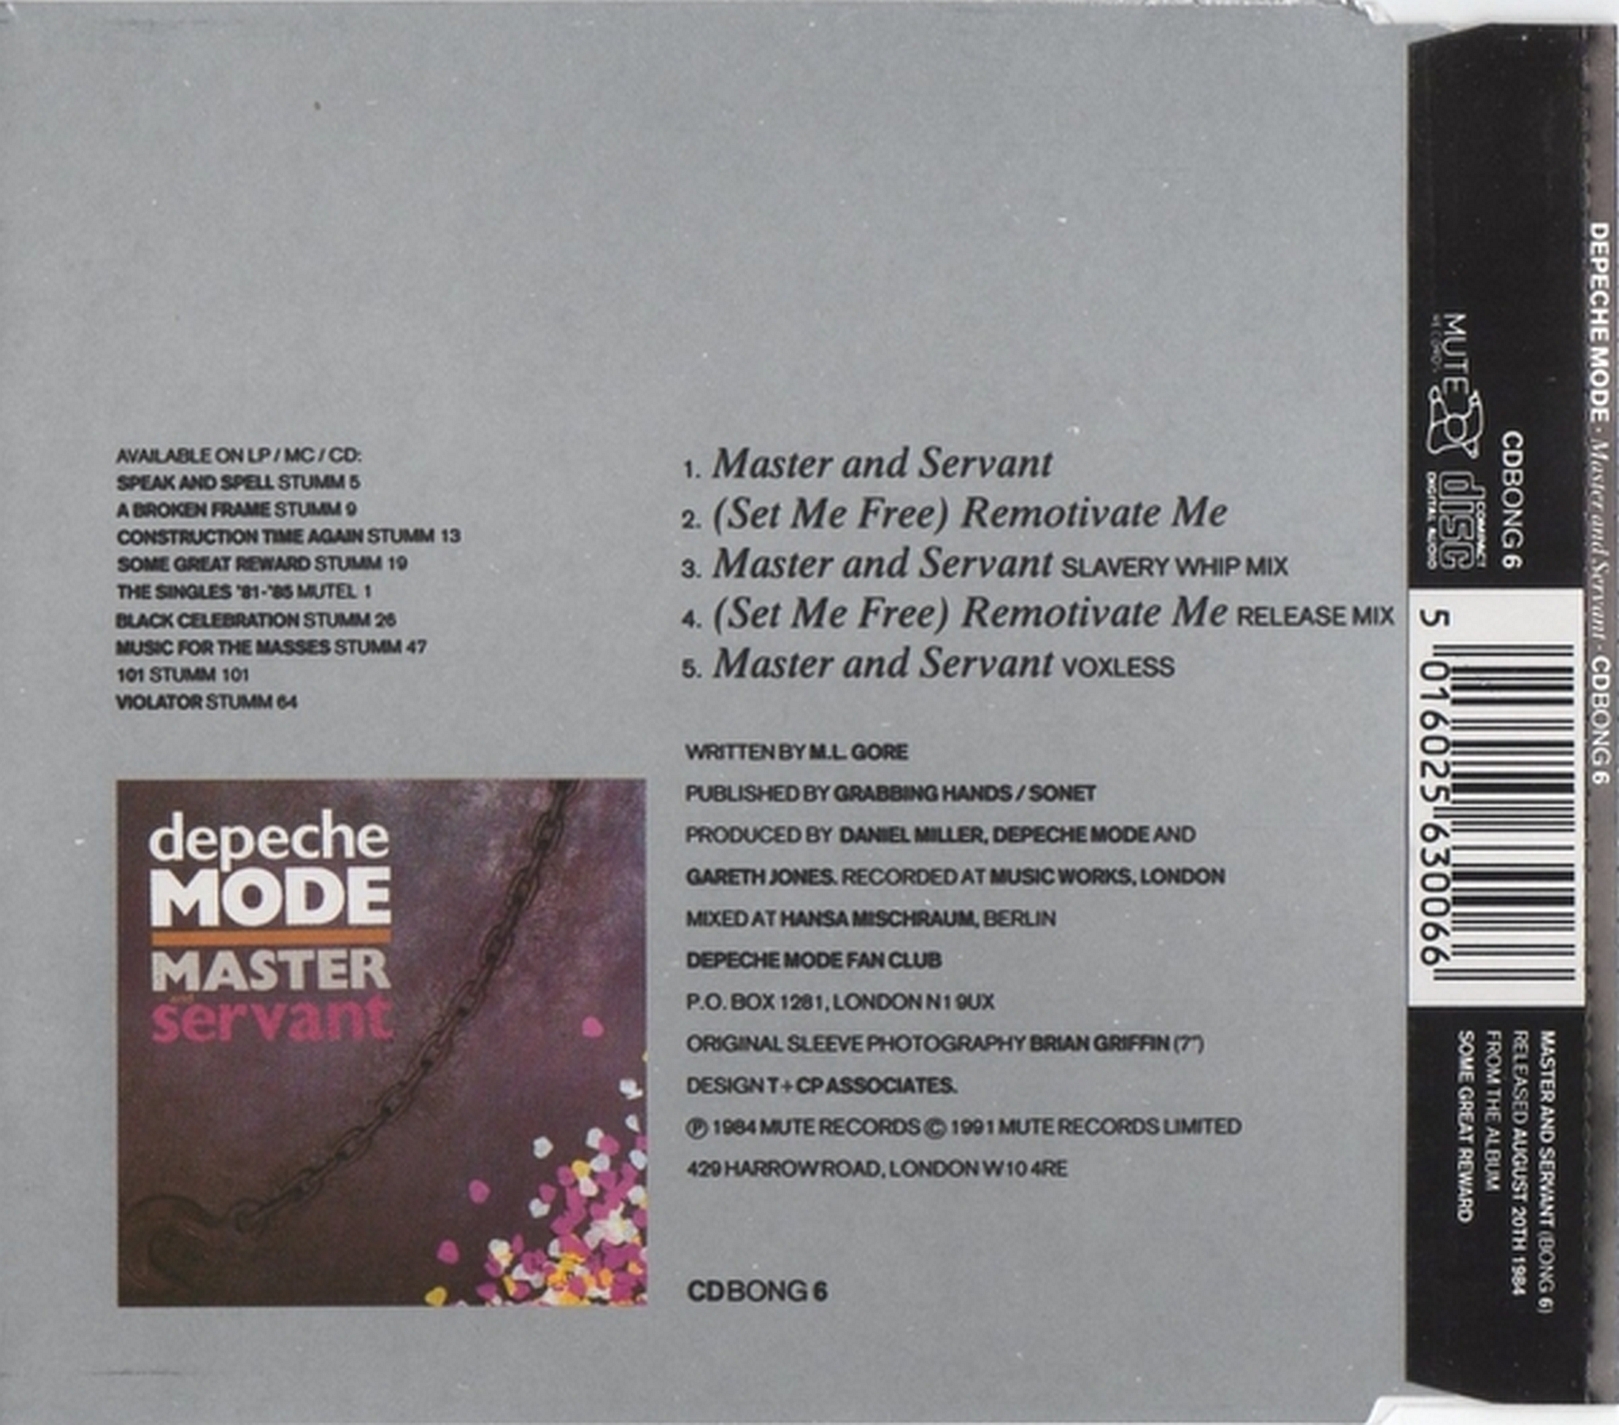 AVAILABLE ON LP / MC / CD:
SPEAK AND SPELL STUMM 5
A BROKEN FRAME STUMM 9
CONSTRUCTION TIME AGAIN STUMM 13
SOME GREAT REWARD STUMM 19
THE SINGLES '81-'85 MUTEL 1
BLACK CELEBRATION STUMM 26
MUSIC FOR THE MASSES STUMM 47
101 STUMM 101
VIOLATOR STUMM 64
depeche
MODE
MASTER
and
servant
1. Master and Servant
2. (Set Me Free) Remotivate Me
3. Master and Servant SLAVERY WHIP MIX
4. (Set Me Free) Remotivate Me RELEASE MIX
5. Master and Servant VOXLESS
WRITTEN BY M.L. GORE
PUBLISHED BY GRABBING HANDS / SONET
PRODUCED BY DANIEL MILLER, DEPECHE MODE AND
GARETH JONES. RECORDED AT MUSIC WORKS, LONDON
MIXED AT HANSA MISCHRAUM, BERLIN
DEPECHE MODE FAN CLUB
P.O. BOX 1281, LONDON N1 9UX
ORIGINAL SLEEVE PHOTOGRAPHY BRIAN GRIFFIN (7")
DESIGN T+CP ASSOCIATES.
Ⓟ 1984 MUTE RECORDS © 1991 MUTE RECORDS LIMITED
429 HARROW ROAD, LONDON W10 4RE
CDBONG 6
CDBONG 6
MUTE
RECORDS
COMPACT
disc
DIGITAL AUDIO
5 016025 630066
MASTER AND SERVANT (BONG 6)
RELEASED AUGUST 20TH 1984
FROM THE ALBUM
SOME GREAT REWARD
DEPECHE MODE · Master and Servant · CDBONG 6